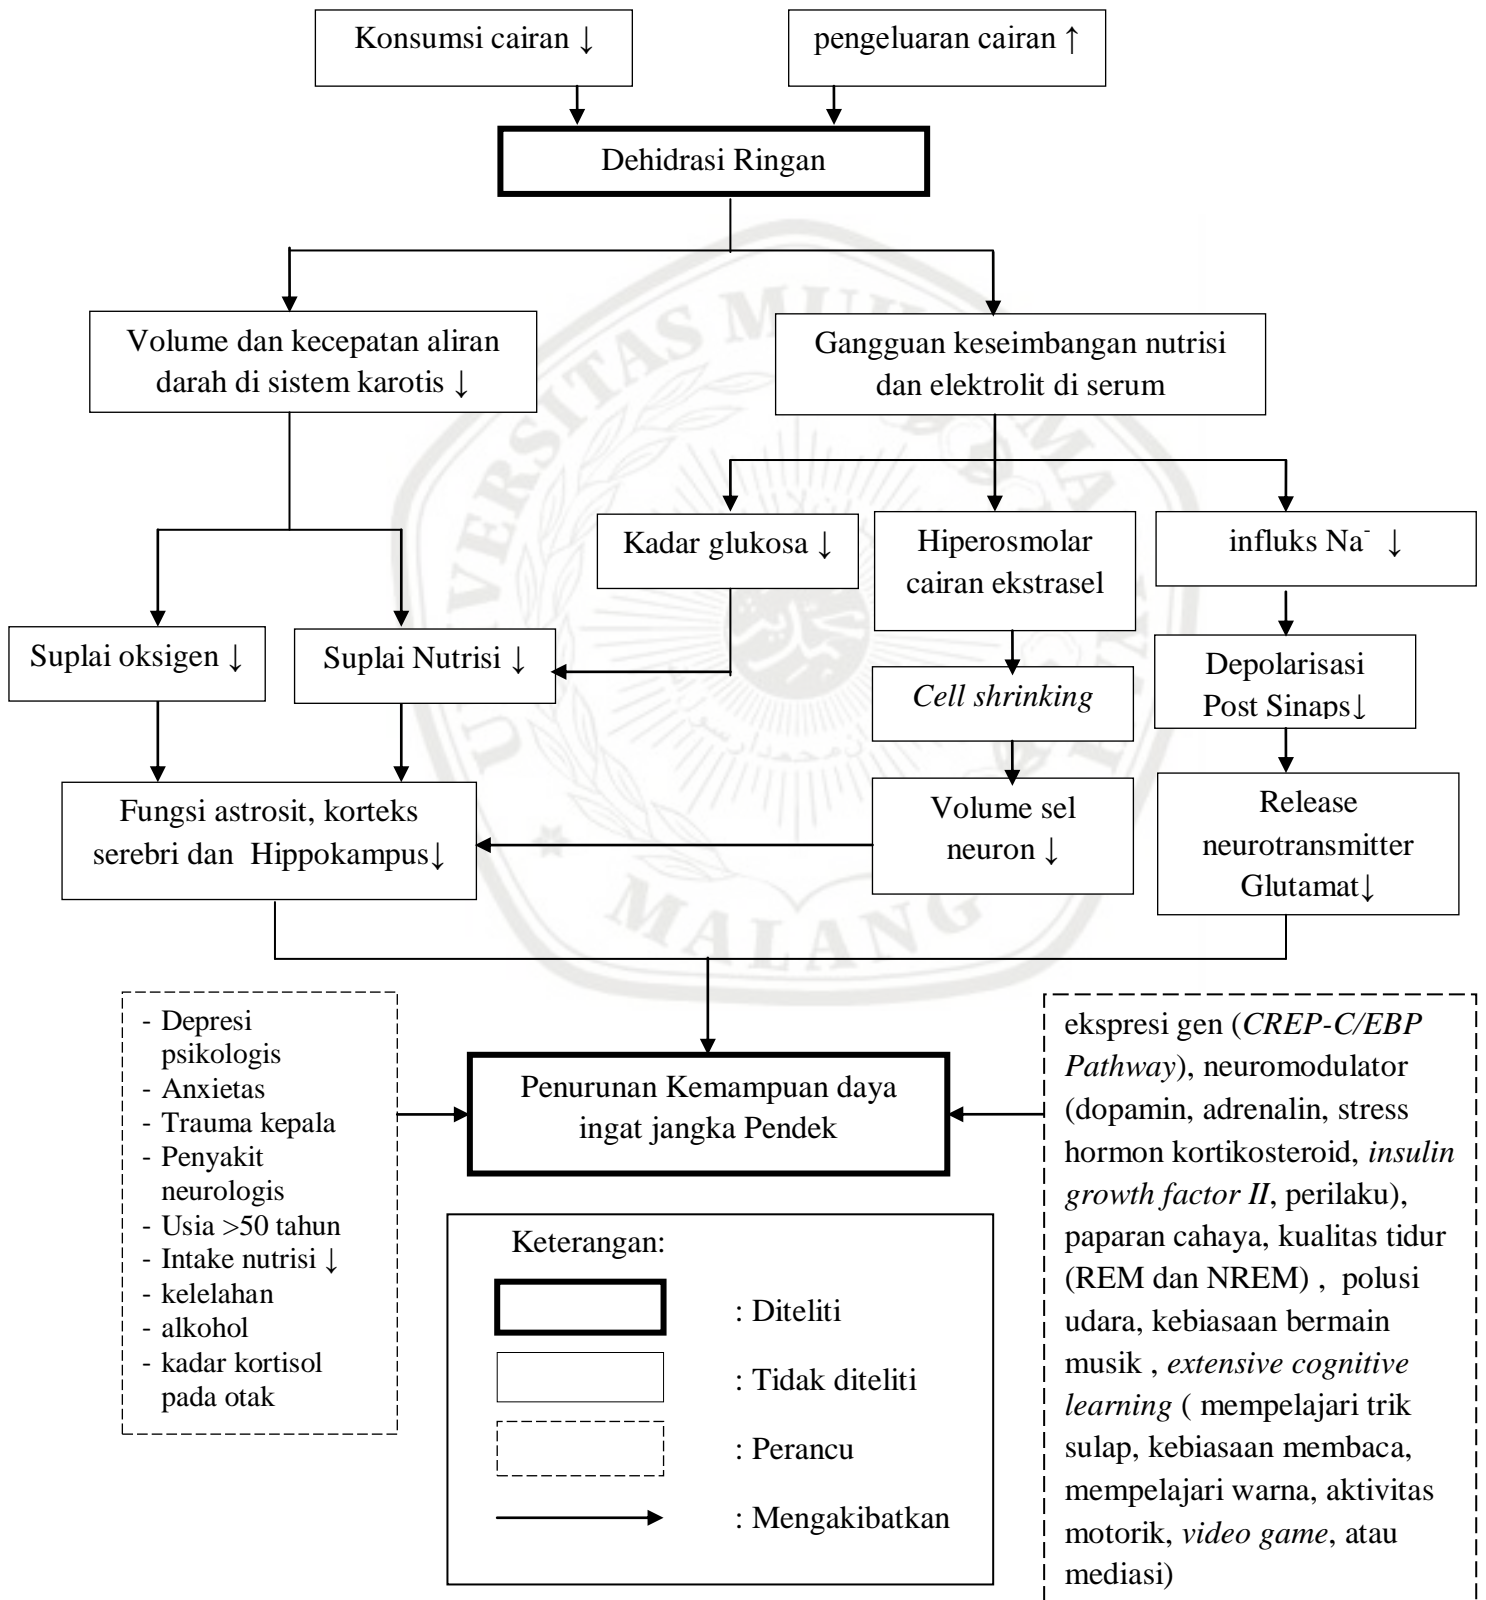 Konsumsi cairan ↓
pengeluaran cairan ↑
Dehidrasi Ringan
Volume dan kecepatan aliran
darah di sistem karotis ↓
Gangguan keseimbangan nutrisi
dan elektrolit di serum
Kadar glukosa ↓
Hiperosmolar
cairan ekstrasel
influks Na⁻ ↓
Suplai oksigen ↓
Suplai Nutrisi ↓
Cell shrinking
Depolarisasi
Post Sinaps↓
Fungsi astrosit, korteks
serebri dan Hippokampus↓
Volume sel
neuron ↓
Release
neurotransmitter
Glutamat↓
- Depresi
psikologis
- Anxietas
- Trauma kepala
- Penyakit
neurologis
- Usia >50 tahun
- Intake nutrisi ↓
- kelelahan
- alkohol
- kadar kortisol
pada otak
Penurunan Kemampuan daya
ingat jangka Pendek
ekspresi gen (CREP-C/EBP
Pathway), neuromodulator
(dopamin, adrenalin, stress
hormon kortikosteroid, insulin
growth factor II, perilaku),
paparan cahaya, kualitas tidur
(REM dan NREM) , polusi
udara, kebiasaan bermain
musik , extensive cognitive
learning ( mempelajari trik
sulap, kebiasaan membaca,
mempelajari warna, aktivitas
motorik, video game, atau
mediasi)
Keterangan:
: Diteliti
: Tidak diteliti
: Perancu
: Mengakibatkan
MALANG